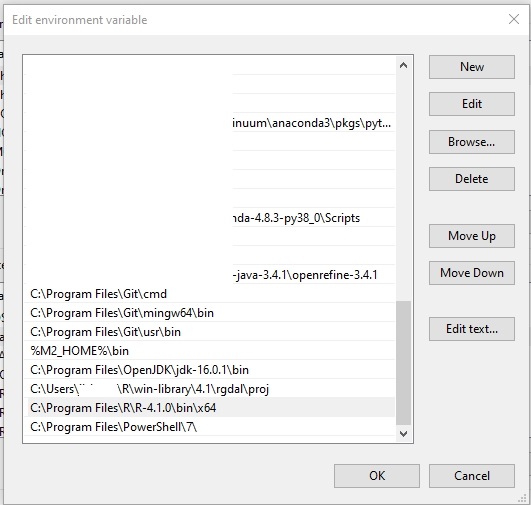 Edit environment variable
inuum\anaconda3\pkgs\pyt...
nda-4.8.3-py38_0\Scripts
-java-3.4.1\openrefine-3.4.1
C:\Program Files\Git\cmd
C:\Program Files\Git\mingw64\bin
C:\Program Files\Git\usr\bin
%M2_HOME%\bin
C:\Program Files\OpenJDK\jdk-16.0.1\bin
C:\Users\ \R\win-library\4.1\rgdal\proj
C:\Program Files\R\R-4.1.0\bin\x64
C:\Program Files\PowerShell\7\
New
Edit
Browse...
Delete
Move Up
Move Down
Edit text...
OK
Cancel